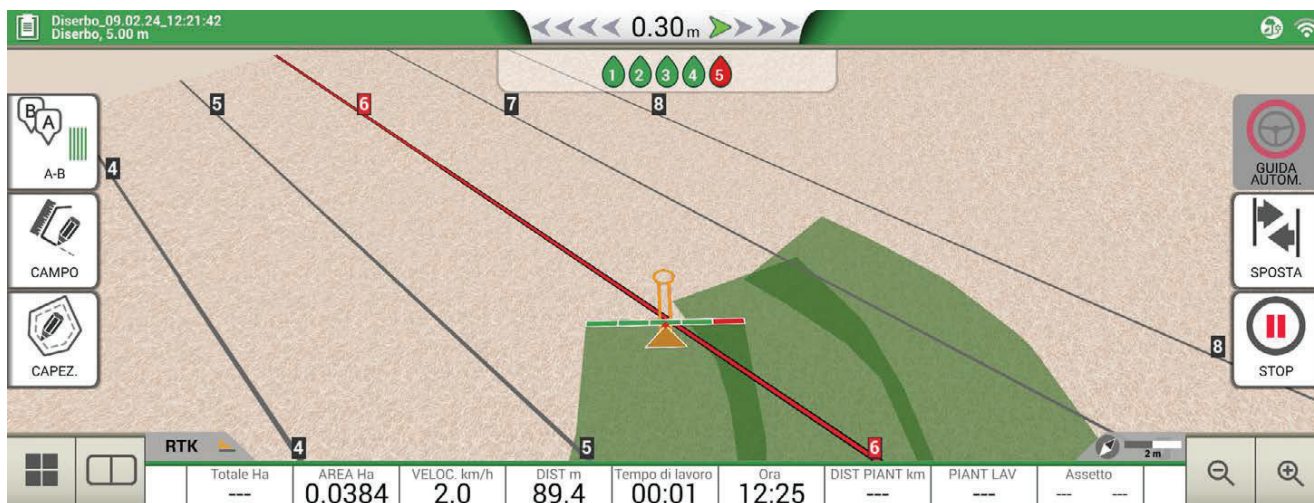 Diserbo_09.02.24_12:21:42
Diserbo, 5.00 m
0.30 m
1 2 3 4 5
5 6 7 8
4
B A
A-B
CAMPO
CAPEZ.
GUIDA
AUTOM.
SPOSTA
STOP
8
4 5 6
RTK
2 m
Totale Ha
---
AREA Ha
0.0384
VELOC. km/h
2.0
DIST m
89.4
Tempo di lavoro
00:01
Ora
12:25
DIST PIANT km
---
PIANT LAV
---
Assetto
--- ---